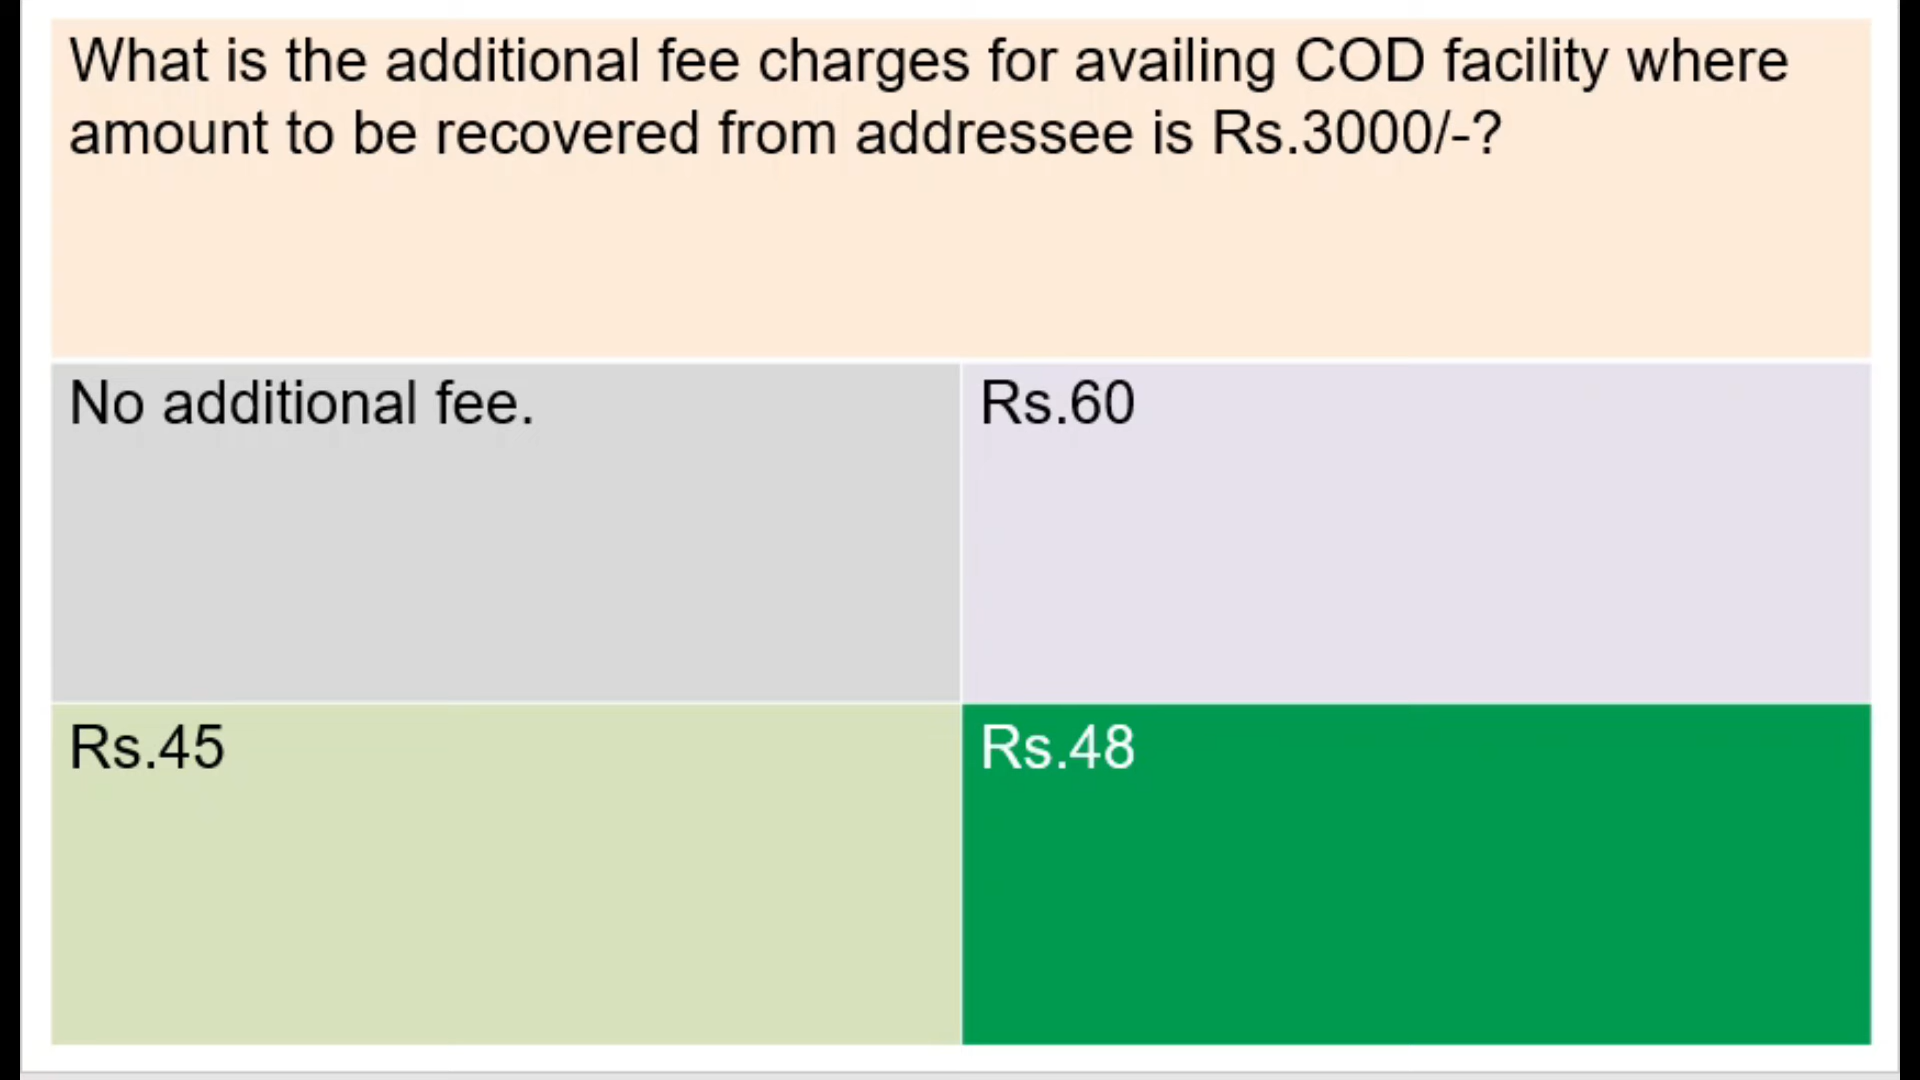 What is the additional fee charges for availing COD facility where
amount to be recovered from addressee is Rs.3000/-?
No additional fee.
Rs.60
Rs.45
Rs.48